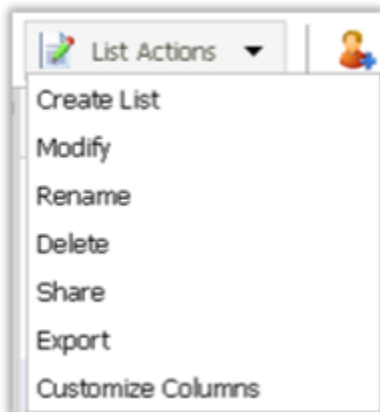 List Actions
Create List
Modify
Rename
Delete
Share
Export
Customize Columns